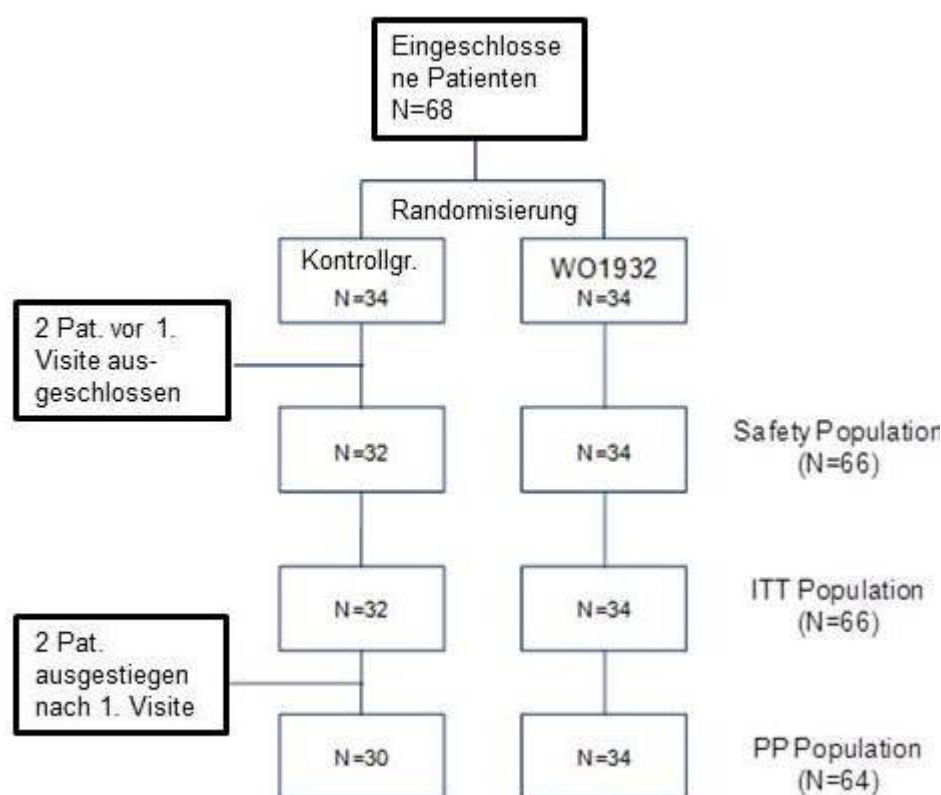 Eingeschlosse
ne Patienten
N=68
Randomisierung
Kontrollgr.
N=34
WO1932
N=34
2 Pat. vor 1.
Visite aus-
geschlossen
N=32
N=34
Safety Population
(N=66)
N=32
N=34
ITT Population
(N=66)
2 Pat.
ausgestiegen
nach 1. Visite
N=30
N=34
PP Population
(N=64)